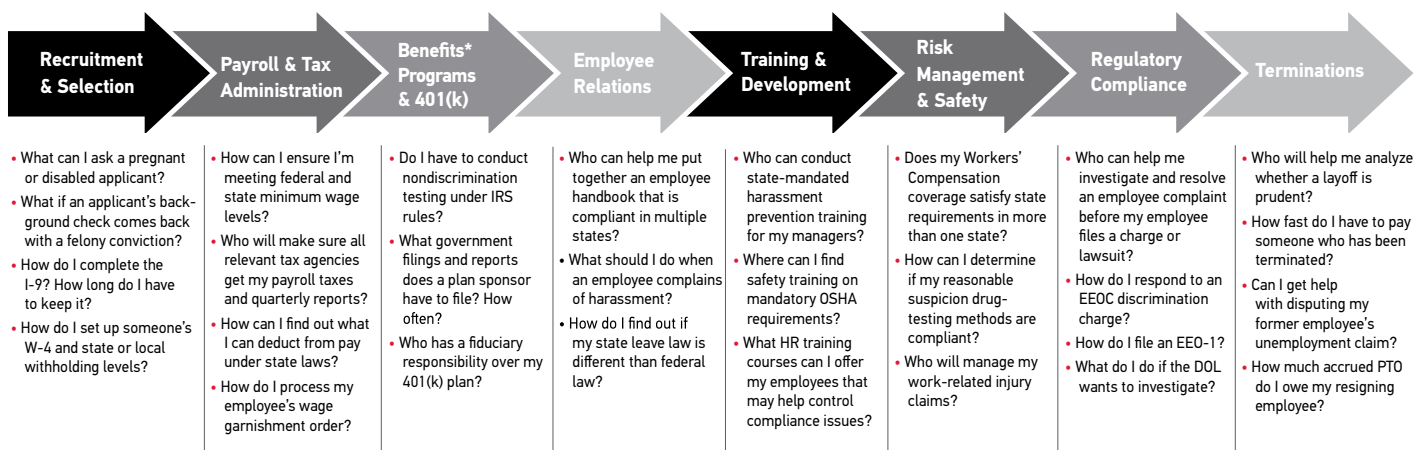 Recruitment
& Selection
Payroll & Tax
Administration
Benefits*
Programs
& 401(k)
Employee
Relations
Training &
Development
Risk
Management
& Safety
Regulatory
Compliance
Terminations
• What can I ask a pregnant
or disabled applicant?
• What if an applicant's back-
ground check comes back
with a felony conviction?
• How do I complete the
I-9? How long do I have
to keep it?
• How do I set up someone's
W-4 and state or local
withholding levels?
• How can I ensure I'm
meeting federal and
state minimum wage
levels?
• Who will make sure all
relevant tax agencies
get my payroll taxes
and quarterly reports?
• How can I find out what
I can deduct from pay
under state laws?
• How do I process my
employee's wage
garnishment order?
• Do I have to conduct
nondiscrimination
testing under IRS
rules?
• What government
filings and reports
does a plan sponsor
have to file? How
often?
• Who has a fiduciary
responsibility over my
401(k) plan?
• Who can help me put
together an employee
handbook that is
compliant in multiple
states?
• What should I do when
an employee complains
of harassment?
• How do I find out if
my state leave law is
different than federal
law?
• Who can conduct
state-mandated
harassment
prevention training
for my managers?
• Where can I find
safety training on
mandatory OSHA
requirements?
• What HR training
courses can I offer
my employees that
may help control
compliance issues?
• Does my Workers'
Compensation
coverage satisfy state
requirements in more
than one state?
• How can I determine
if my reasonable
suspicion drug-
testing methods are
compliant?
• Who will manage my
work-related injury
claims?
• Who can help me
investigate and resolve
an employee complaint
before my employee
files a charge or
lawsuit?
• How do I respond to an
EEOC discrimination
charge?
• How do I file an EEO-1?
• What do I do if the DOL
wants to investigate?
• Who will help me analyze
whether a layoff is
prudent?
• How fast do I have to pay
someone who has been
terminated?
• Can I get help
with disputing my
former employee's
unemployment claim?
• How much accrued PTO
do I owe my resigning
employee?